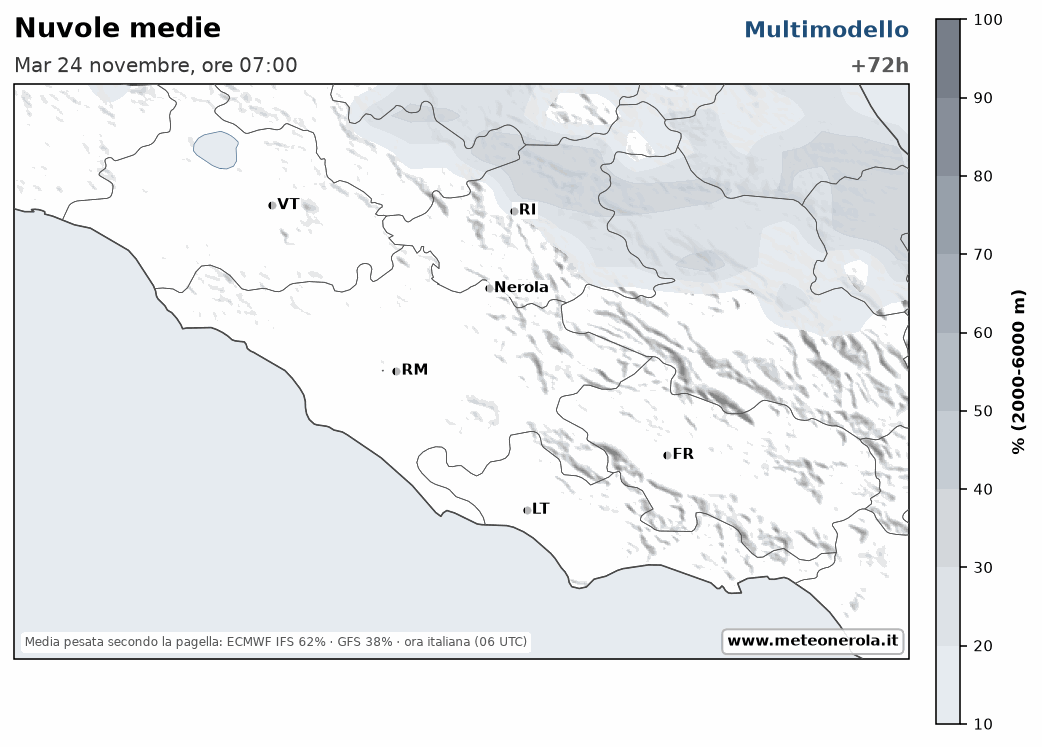 Nuvole medie
Multimodello
Mar 24 novembre, ore 07:00
+72h
100
90
80
70
60
50
40
30
20
10
% (2000-6000 m)
VT
RI
Nerola
RM
FR
LT
Media pesata secondo la pagella: ECMWF IFS 62% · GFS 38% · ora italiana (06 UTC)
www.meteonerola.it